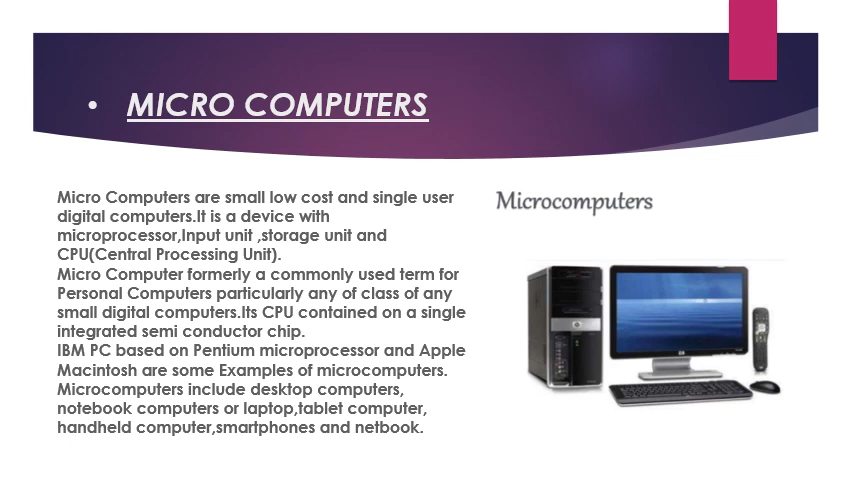 • MICRO COMPUTERS
Micro Computers are small low cost and single user
digital computers.It is a device with
microprocessor,Input unit ,storage unit and
CPU(Central Processing Unit).
Micro Computer formerly a commonly used term for
Personal Computers particularly any of class of any
small digital computers.Its CPU contained on a single
integrated semi conductor chip.
IBM PC based on Pentium microprocessor and Apple
Macintosh are some Examples of microcomputers.
Microcomputers include desktop computers,
notebook computers or laptop,tablet computer,
handheld computer,smartphones and netbook.
Microcomputers